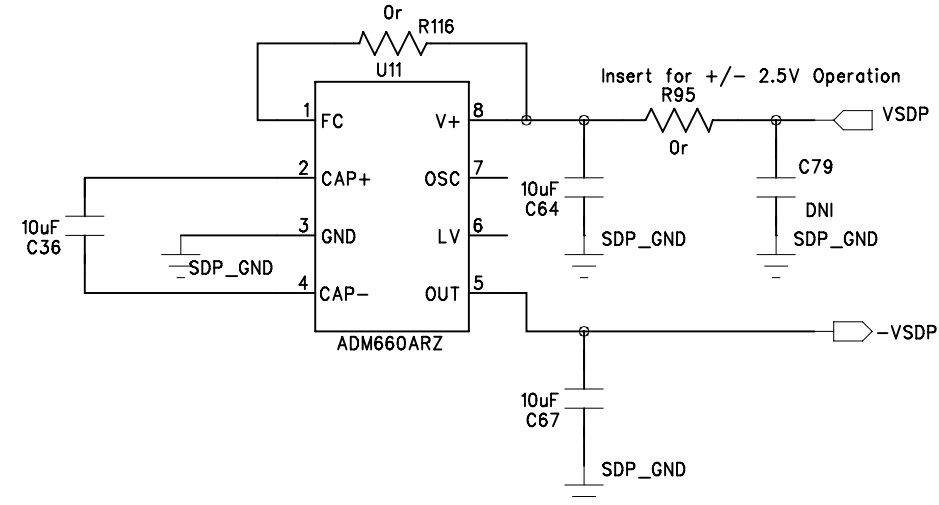 0r
R116
U11
Insert for +/- 2.5V Operation
R95
0r
VSDP
1
FC
V+
8
2
CAP+
OSC
7
3
GND
LV
6
4
CAP-
OUT
5
ADM660ARZ
10uF
C36
SDP_GND
10uF
C64
SDP_GND
C79
DNI
SDP_GND
-VSDP
10uF
C67
SDP_GND